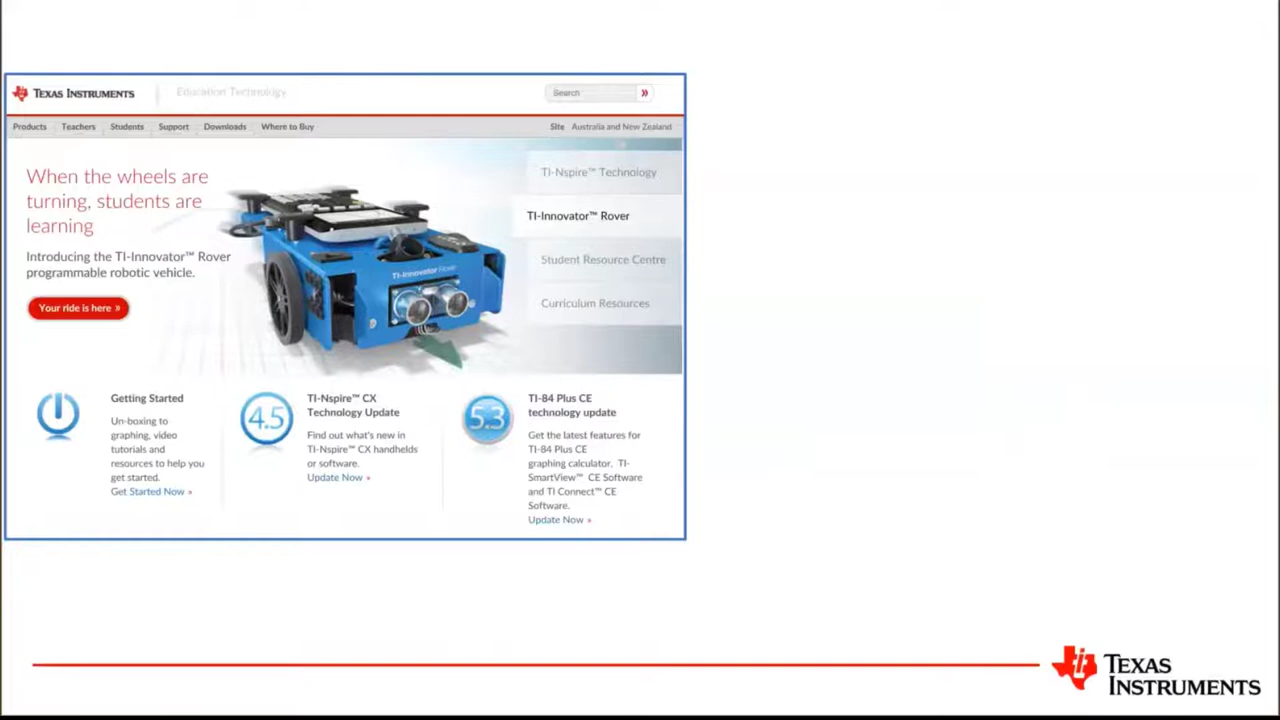 TEXAS INSTRUMENTS
Education Technology
Search »
Products Teachers Students Support Downloads Where to Buy Site Australia and New Zealand
When the wheels are
turning, students are
learning
Introducing the TI-Innovator™ Rover
programmable robotic vehicle.
Your ride is here »
TI-Innovator Rover
TI-Nspire™ Technology
TI-Innovator™ Rover
Student Resource Centre
Curriculum Resources
Getting Started
Un-boxing to
graphing, video
tutorials and
resources to help you
get started.
Get Started Now »
4.5
TI-Nspire™ CX
Technology Update
Find out what's new in
TI-Nspire™ CX handhelds
or software.
Update Now »
5.3
TI-84 Plus CE
technology update
Get the latest features for
TI-84 Plus CE
graphing calculator, TI-
SmartView™ CE Software
and TI Connect™ CE
Software.
Update Now »
TEXAS
INSTRUMENTS